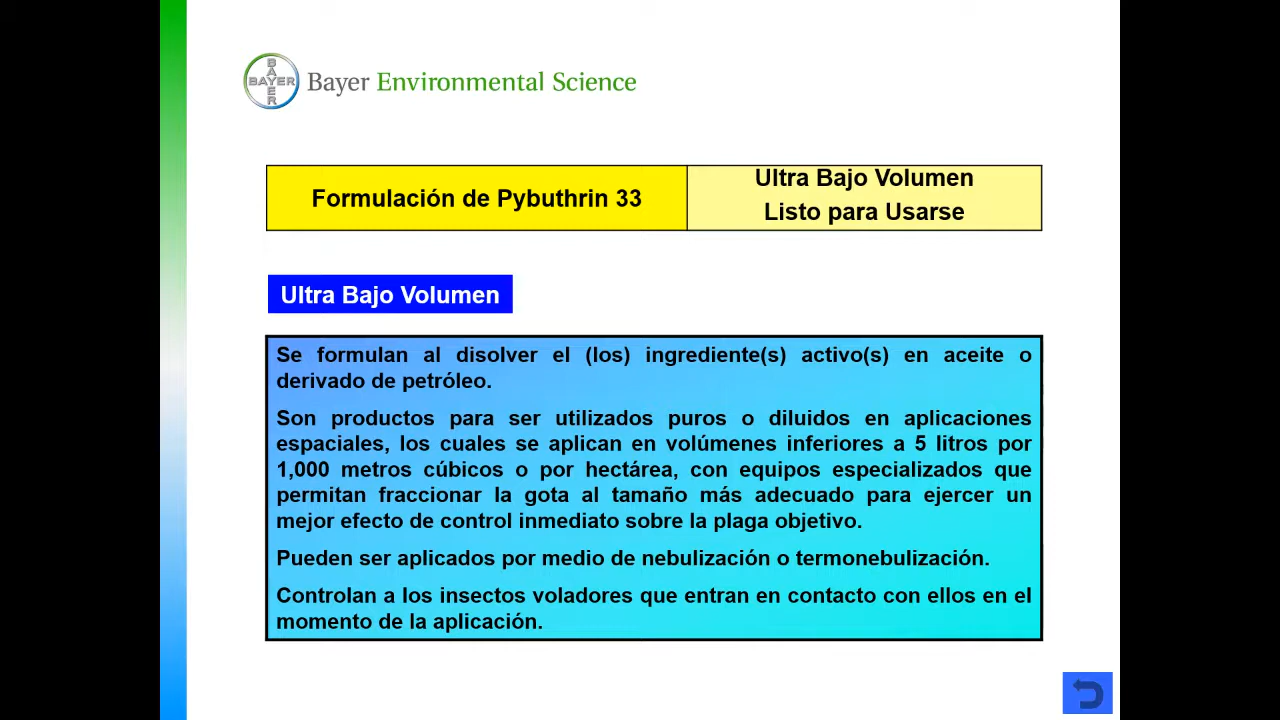 BAYER
BAYER
Bayer Environmental Science
Formulación de Pybuthrin 33
Ultra Bajo Volumen
Listo para Usarse
Ultra Bajo Volumen
Se formulan al disolver el (los) ingrediente(s) activo(s) en aceite o
derivado de petróleo.
Son productos para ser utilizados puros o diluidos en aplicaciones
espaciales, los cuales se aplican en volúmenes inferiores a 5 litros por
1,000 metros cúbicos o por hectárea, con equipos especializados que
permitan fraccionar la gota al tamaño más adecuado para ejercer un
mejor efecto de control inmediato sobre la plaga objetivo.
Pueden ser aplicados por medio de nebulización o termonebulización.
Controlan a los insectos voladores que entran en contacto con ellos en el
momento de la aplicación.